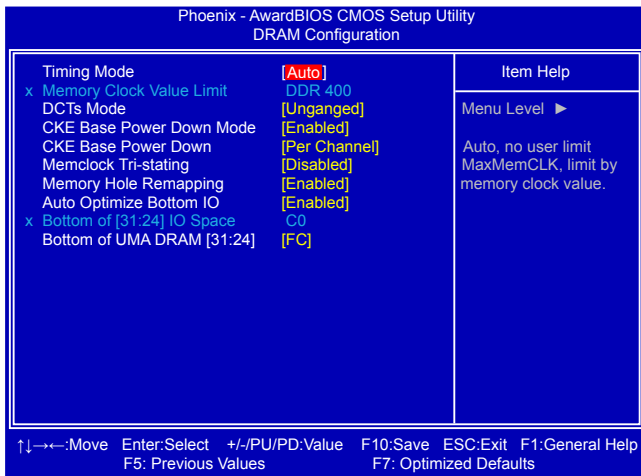 Phoenix - AwardBIOS CMOS Setup Utility
DRAM Configuration
Timing Mode [Auto]
x Memory Clock Value Limit DDR 400
DCTs Mode [Unganged]
CKE Base Power Down Mode [Enabled]
CKE Base Power Down [Per Channel]
Memclock Tri-stating [Disabled]
Memory Hole Remapping [Enabled]
Auto Optimize Bottom IO [Enabled]
x Bottom of [31:24] IO Space C0
Bottom of UMA DRAM [31:24] [FC]
Item Help
Menu Level ►
Auto, no user limit
MaxMemCLK, limit by
memory clock value.
↑↓→←:Move Enter:Select +/-/PU/PD:Value F10:Save ESC:Exit F1:General Help
F5: Previous Values F7: Optimized Defaults